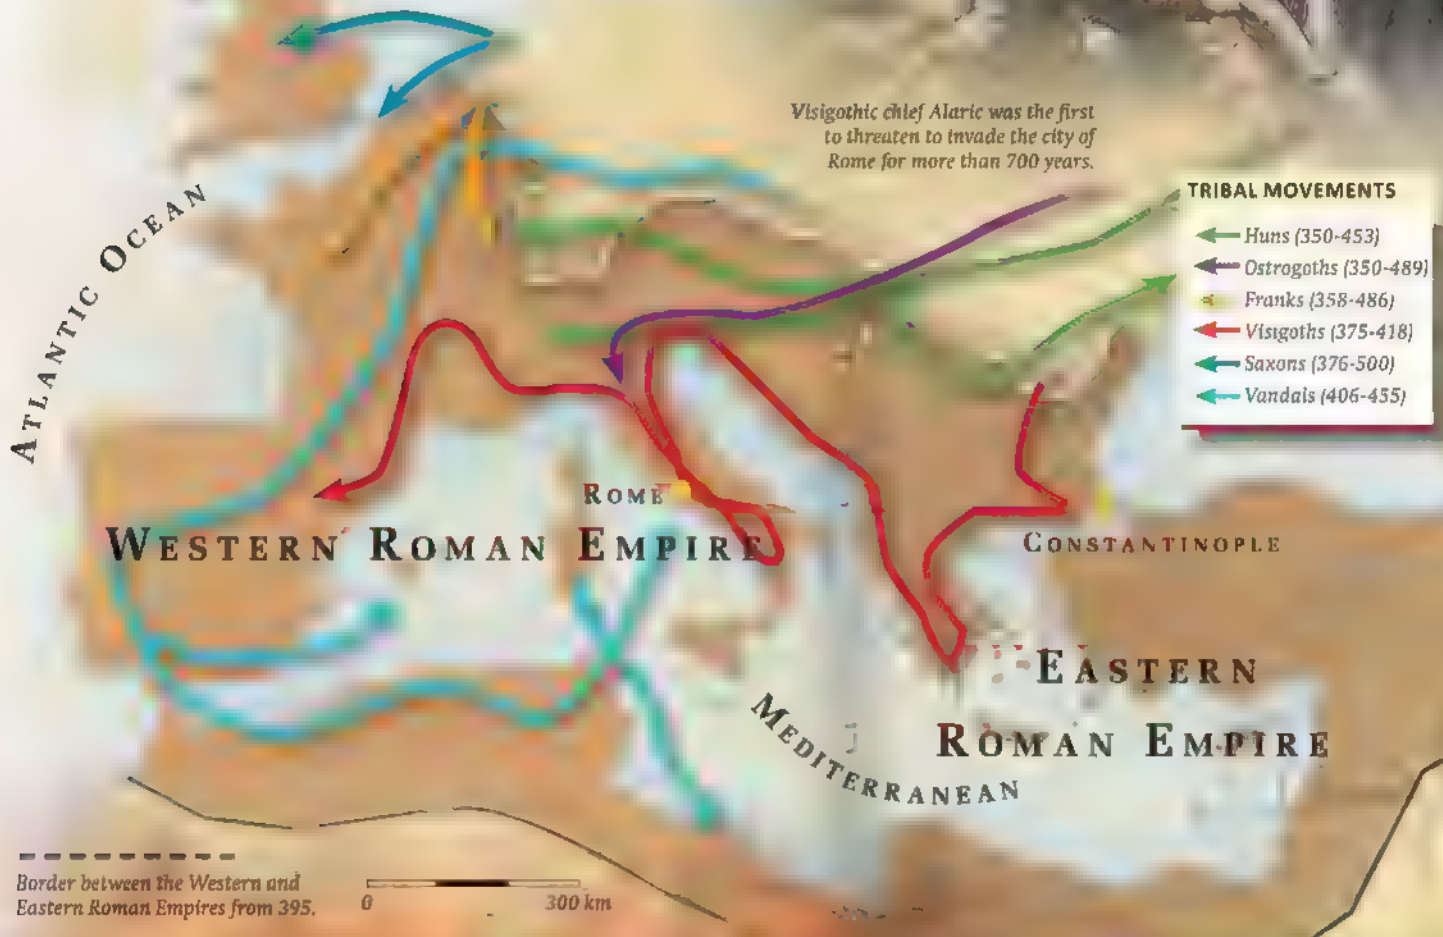 Visigothic chief Alaric was the first
to threaten to invade the city of
Rome for more than 700 years.
TRIBAL MOVEMENTS
Huns (350-453)
Ostrogoths (350-489)
Franks (358-486)
Visigoths (375-418)
Saxons (376-500)
Vandals (406-455)
ATLANTIC OCEAN
ROME
WESTERN ROMAN EMPIRE
CONSTANTINOPLE
EASTERN
ROMAN EMPIRE
MEDITERRANEAN
Border between the Western and
Eastern Roman Empires from 395.
0 300 km